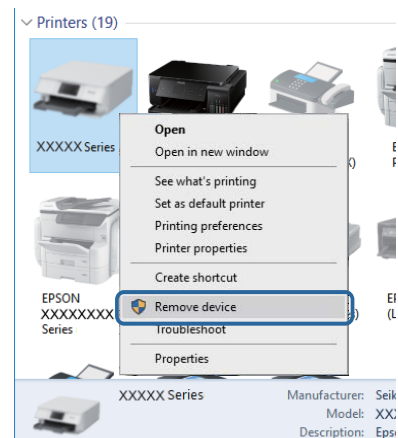 Printers (19)
XXXXX Series
Open
Open in new window
See what's printing
Set as default printer
Printing preferences
Printer properties
Create shortcut
Remove device
Troubleshoot
Properties
EPSON
XXXXXXXX
Series
XXXXX Series
Manufacturer:
Model:
Description: